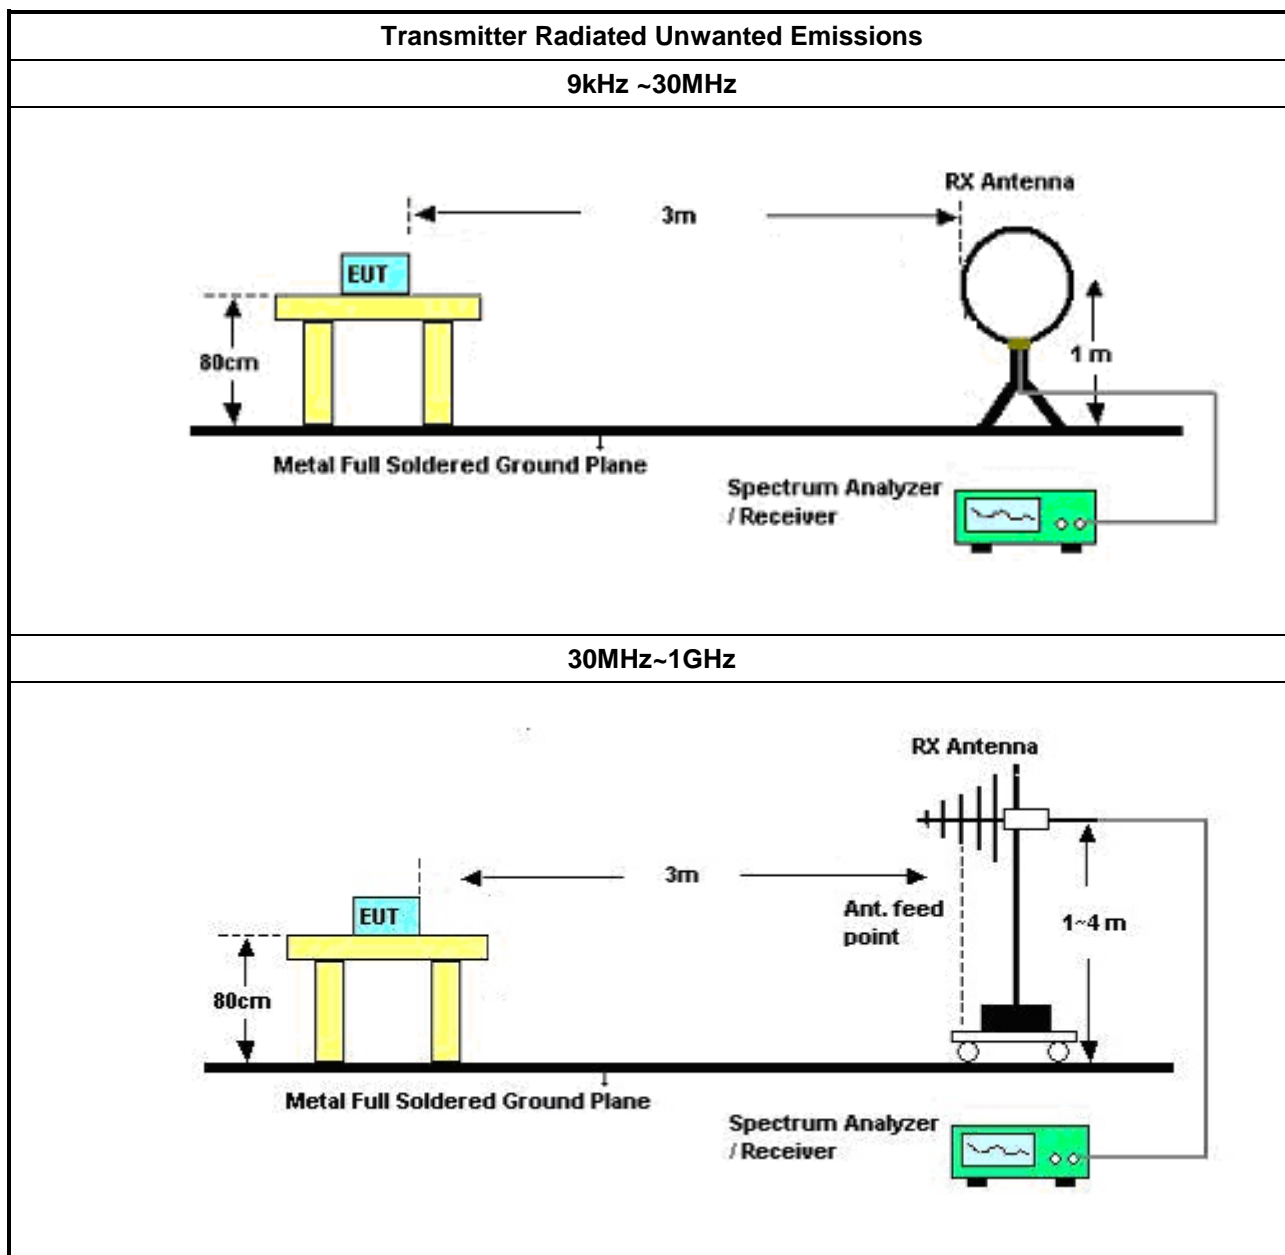 Transmitter Radiated Unwanted Emissions
9kHz ~30MHz
RX Antenna
3m
EUT
80cm
1 m
Metal Full Soldered Ground Plane
Spectrum Analyzer
/ Receiver
30MHz~1GHz
RX Antenna
3m
EUT
Ant. feed
point
1~4 m
80cm
Metal Full Soldered Ground Plane
Spectrum Analyzer
/ Receiver